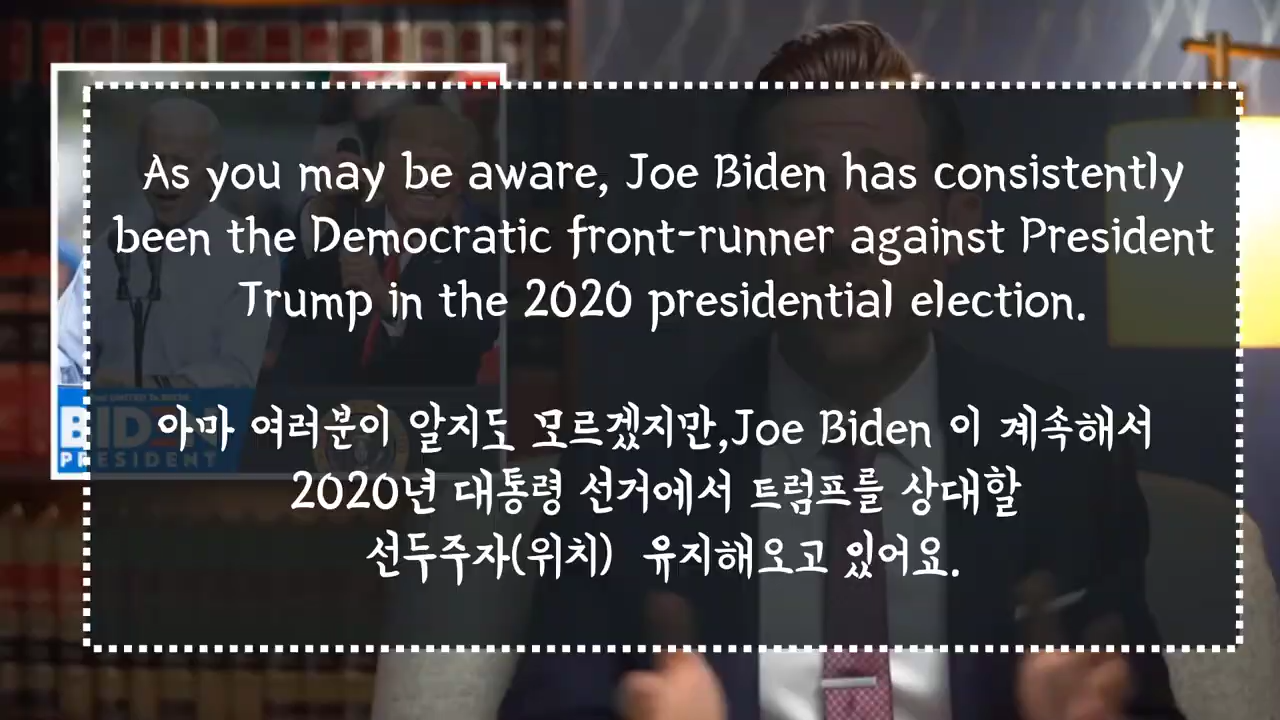 As you may be aware, Joe Biden has consistently
been the Democratic front-runner against President
Trump in the 2020 presidential election.
아마 여러분이 알지도 모르겠지만,Joe Biden 이 계속해서
2020년 대통령 선거에서 트럼프를 상대할
선두주자(위치) 유지해오고 있어요.
BIDEN
PRESIDENT